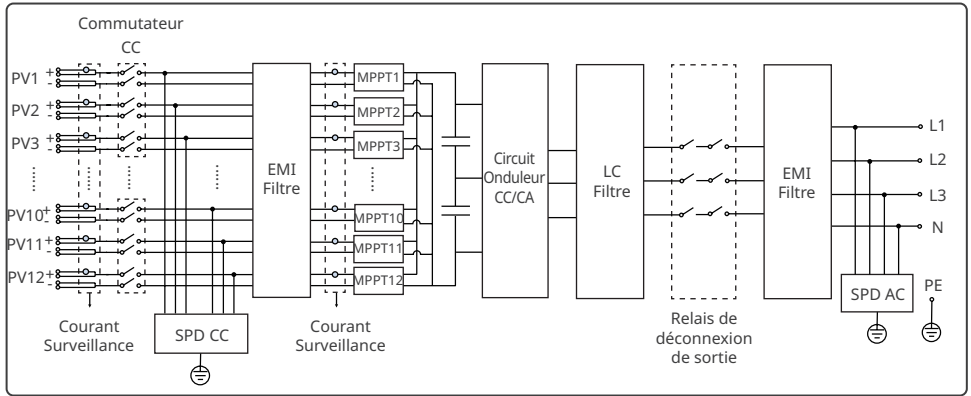 Commutateur
CC
PV1 + -
PV2 + -
PV3 + -
PV10 + -
PV11 + -
PV12 + -
Courant
Surveillance
SPD CC
EMI
Filtre
Courant
Surveillance
MPPT1
MPPT2
MPPT3
MPPT10
MPPT11
MPPT12
Circuit
Onduleur
CC/CA
LC
Filtre
Relais de
déconnexion
de sortie
EMI
Filtre
L1
L2
L3
N
SPD AC
PE